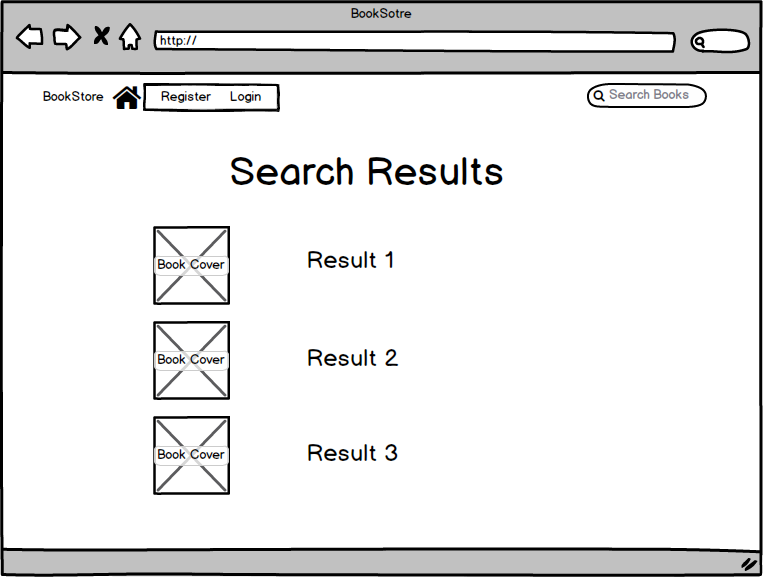 BookSotre
http://
BookStore Register Login Search Books
Search Results
Book Cover Result 1
Book Cover Result 2
Book Cover Result 3